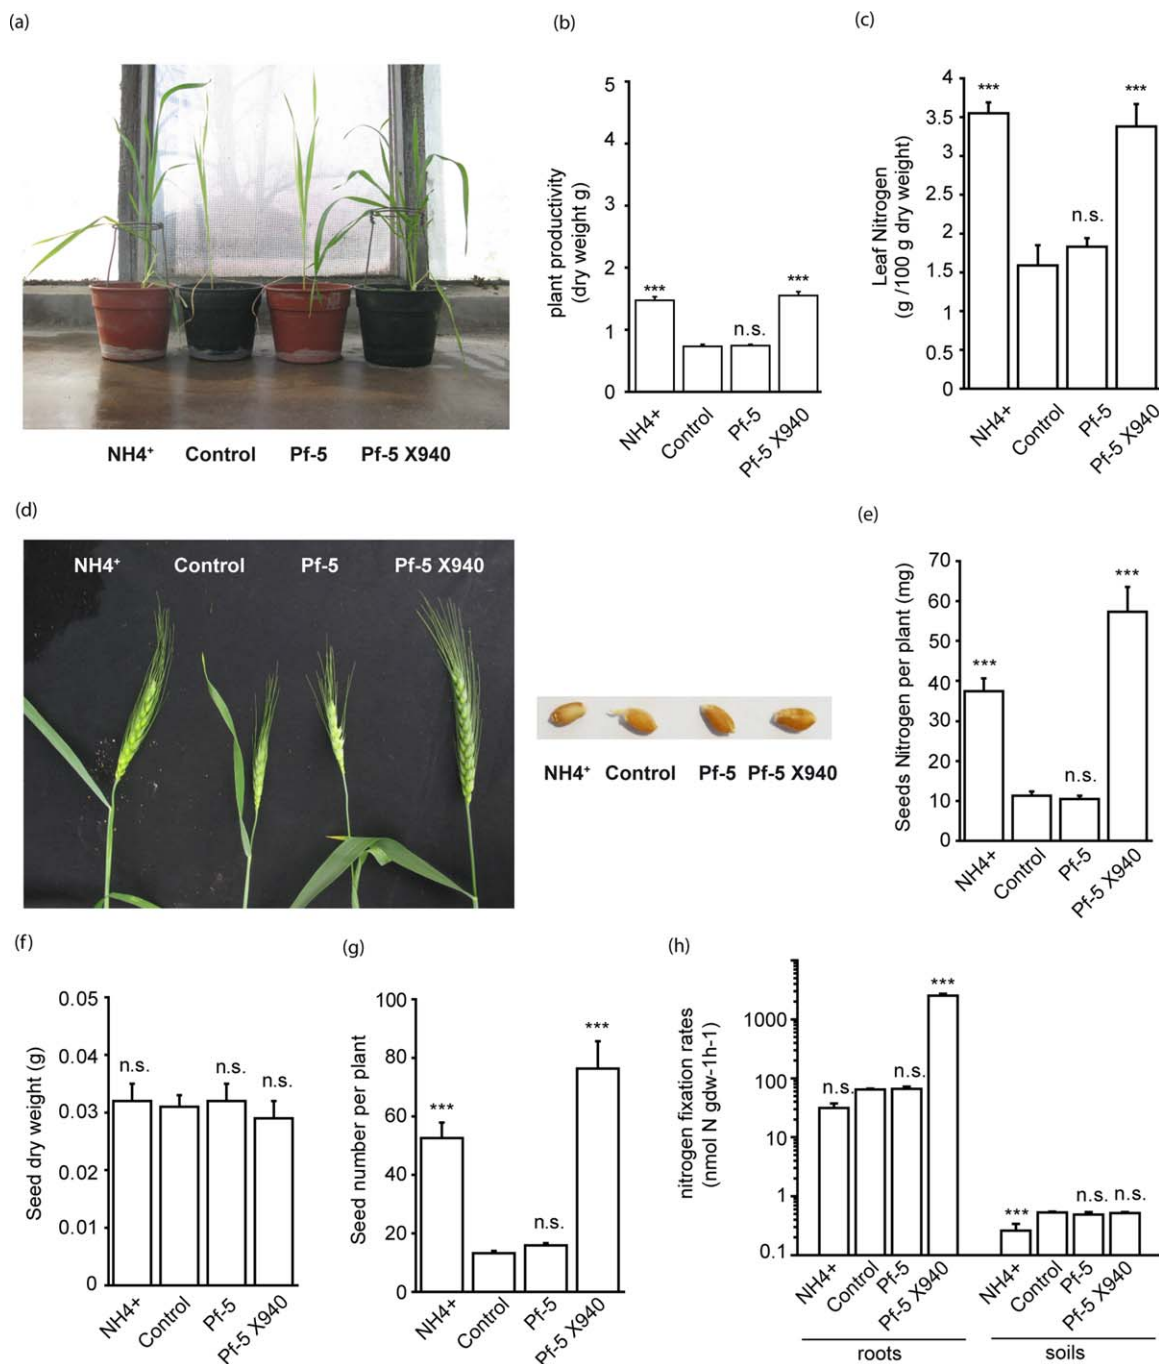 (a)
NH4⁺ Control Pf-5 Pf-5 X940
(b)
plant productivity
(dry weight g)
5
4
3
2
1
0
***
n.s.
***
NH4+ Control Pf-5 Pf-5 X940
(c)
Leaf Nitrogen
(g /100 g dry weight)
4
3.5
3
2.5
2
1.5
1
0.5
0
***
n.s.
***
NH4+ Control Pf-5 Pf-5 X940
(d)
NH4⁺ Control Pf-5 Pf-5 X940
NH4⁺ Control Pf-5 Pf-5 X940
(e)
Seeds Nitrogen per plant (mg)
70
60
50
40
30
20
10
0
***
n.s.
***
NH4+ Control Pf-5 Pf-5 X940
(f)
Seed dry weight (g)
0.05
0.04
0.03
0.02
0.01
0
n.s.
n.s.
n.s.
NH4+ Control Pf-5 Pf-5 X940
(g)
Seed number per plant
100
80
60
40
20
0
***
n.s.
***
NH4+ Control Pf-5 Pf-5 X940
(h)
nitrogen fixation rates
(nmol N gdw-1h-1)
1000
100
10
1
0.1
n.s.
n.s.
***
***
n.s.
n.s.
NH4+ Control Pf-5 Pf-5 X940 NH4+ Control Pf-5 Pf-5 X940
roots soils